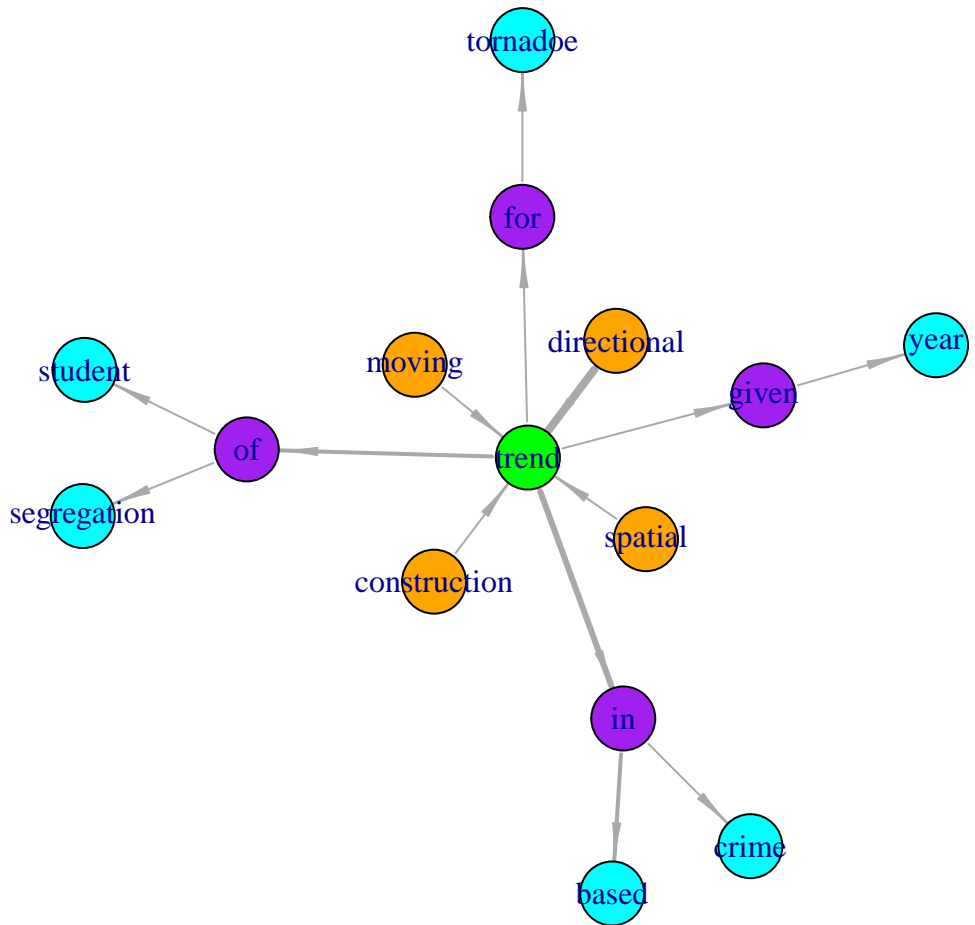 tornadoe
for
directional
year
moving
student
given
of
trend
segregation
spatial
construction
in
crime
based